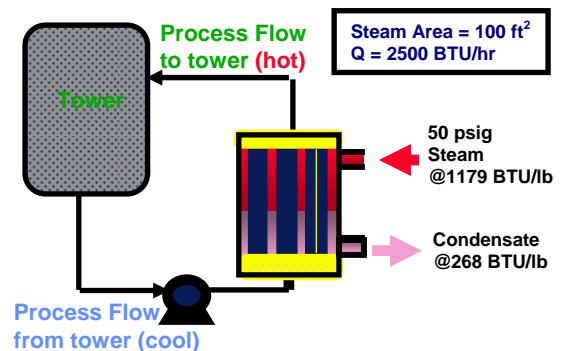 Process Flow
to tower (hot)
Steam Area = 100 ft²
Q = 2500 BTU/hr
Tower
50 psig
Steam
@1179 BTU/lb
Condensate
@268 BTU/lb
Process Flow
from tower (cool)